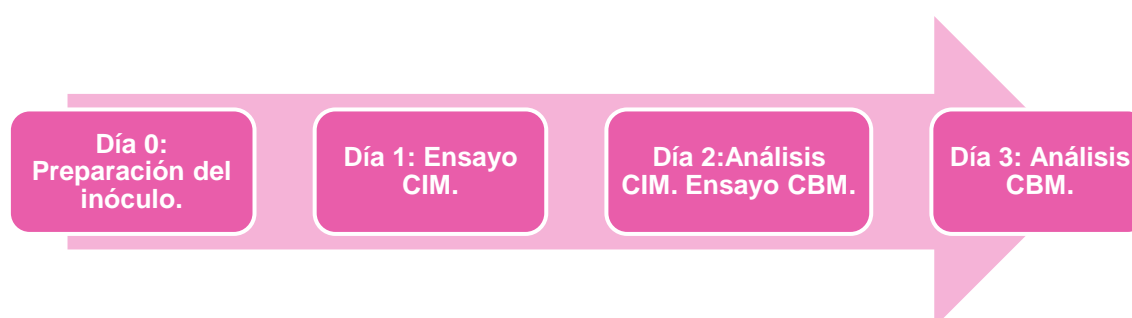 Día 0:
Preparación del
inóculo.
Día 1: Ensayo
CIM.
Día 2:Análisis
CIM. Ensayo CBM.
Día 3: Análisis
CBM.